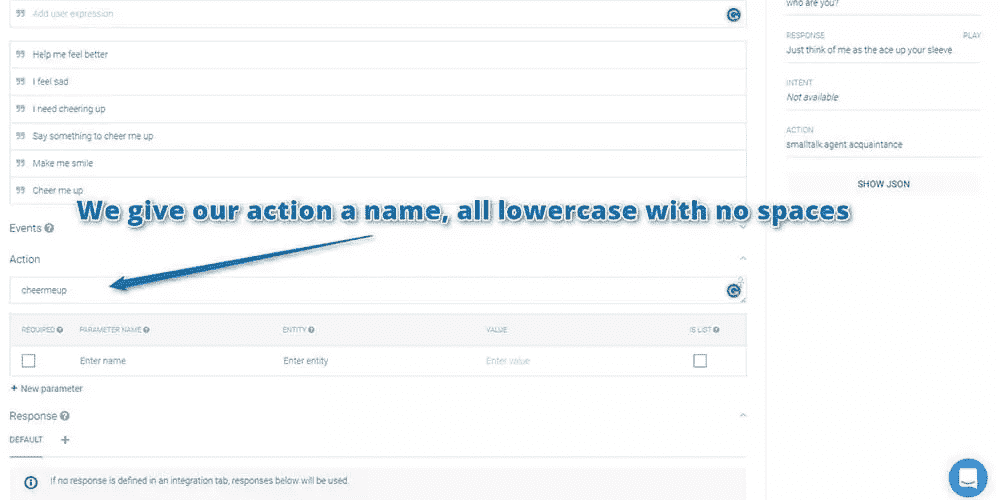 who are you?
Add user expression
RESPONSE PLAY
Help me feel better
Just think of me as the ace up your sleeve.
I feel sad
INTENT
Not available
I need cheering up
Say something to cheer me up
ACTION
smalltalk.agent.acquaintance
Make me smile
Cheer me up
SHOW JSON
We give our action a name, all lowercase with no spaces
Events
Action
cheermeup
REQUIRED PARAMETER NAME ENTITY VALUE IS LIST
Enter name Enter entity Enter value
+ New parameter
Response
DEFAULT +
If no response is defined in an integration tab, responses below will be used.